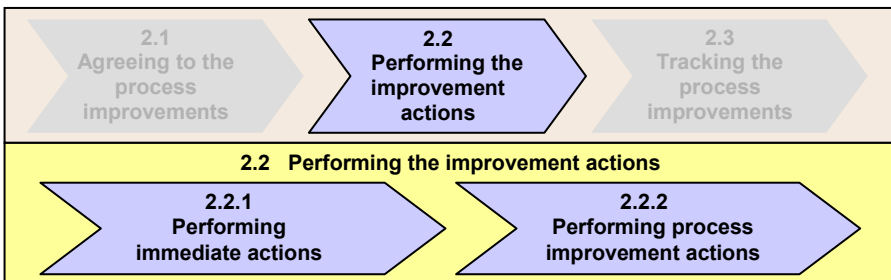 2.1
Agreeing to the
process
improvements
2.2
Performing the
improvement
actions
2.3
Tracking the
process
improvements
2.2 Performing the improvement actions
2.2.1
Performing
immediate actions
2.2.2
Performing process
improvement actions